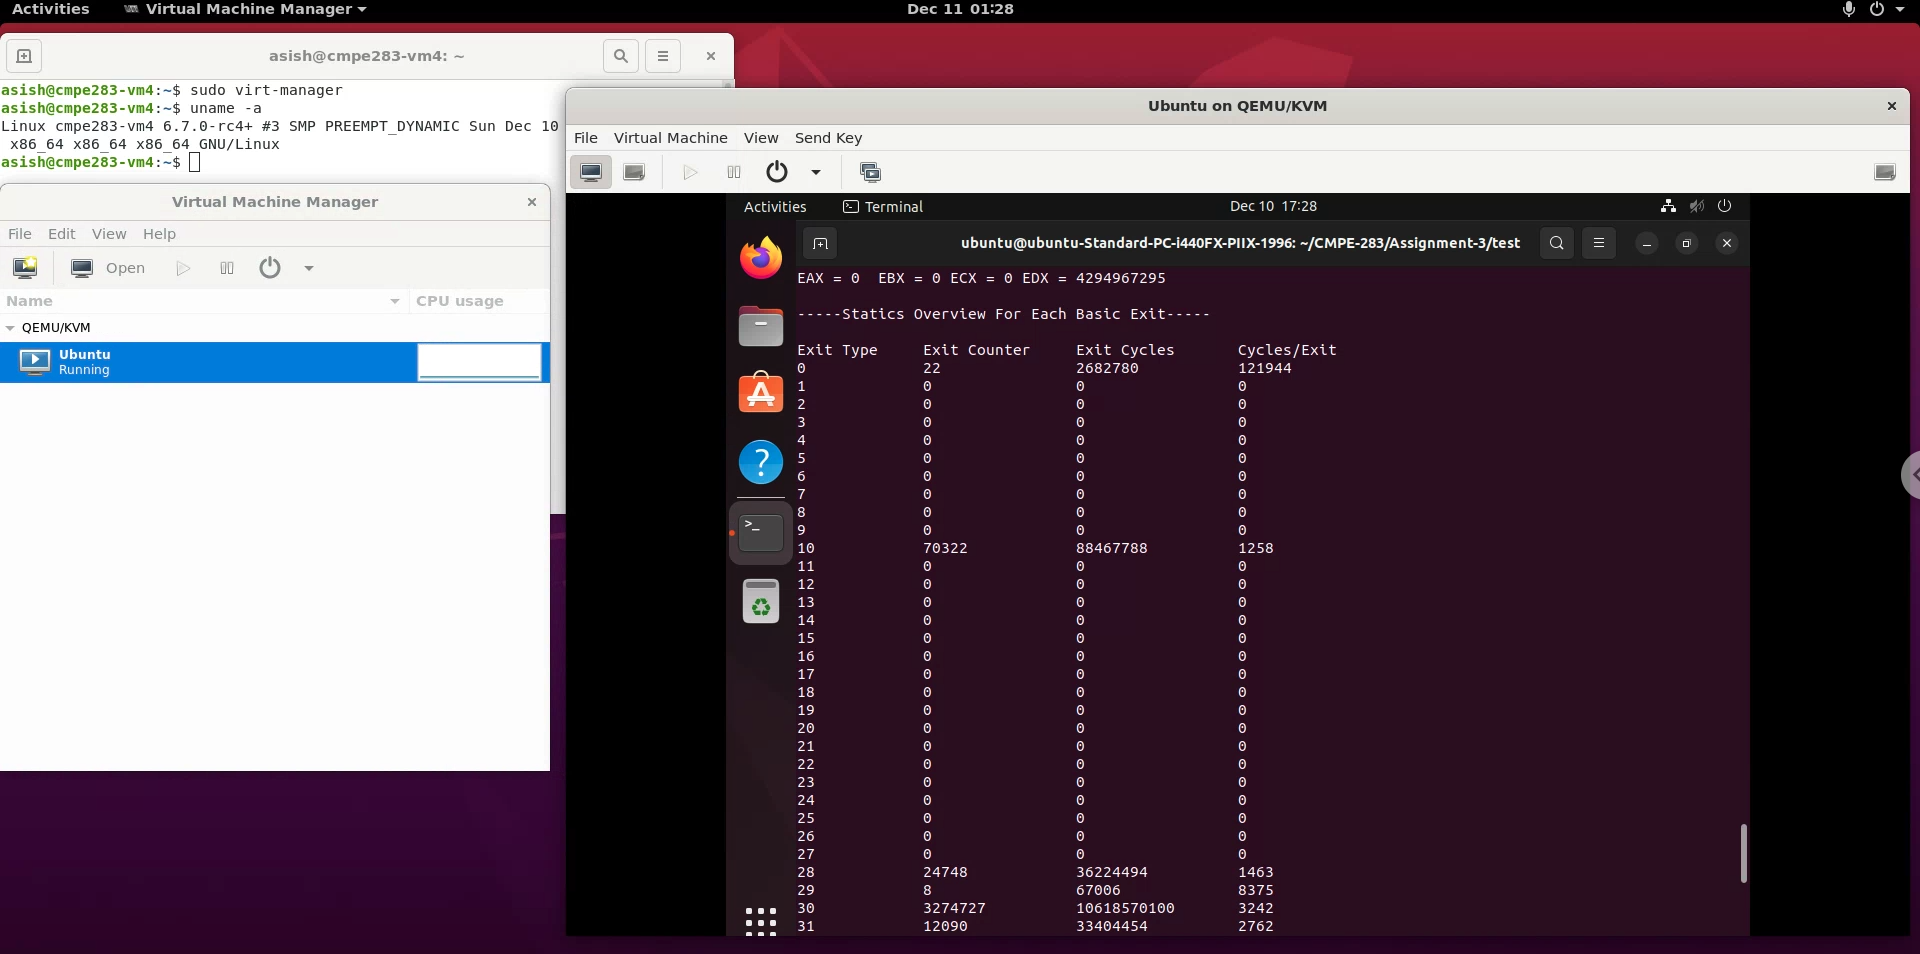 Activities Virtual Machine Manager Dec 11 01:28
asish@cmpe283-vm4: ~
asish@cmpe283-vm4:~$ sudo virt-manager
asish@cmpe283-vm4:~$ uname -a
Linux cmpe283-vm4 6.7.0-rc4+ #3 SMP PREEMPT_DYNAMIC Sun Dec 10
x86_64 x86_64 x86_64 GNU/Linux
asish@cmpe283-vm4:~$
Virtual Machine Manager
File Edit View Help
Open
Name CPU usage
QEMU/KVM
Ubuntu
Running
Ubuntu on QEMU/KVM
File Virtual Machine View Send Key
Activities Terminal Dec 10 17:28
ubuntu@ubuntu-Standard-PC-i440FX-PIIX-1996: ~/CMPE-283/Assignment-3/test
EAX = 0 EBX = 0 ECX = 0 EDX = 4294967295
-----Statics Overview For Each Basic Exit-----
Exit Type Exit Counter Exit Cycles Cycles/Exit
0 22 2682780 121944
1 0 0 0
2 0 0 0
3 0 0 0
4 0 0 0
5 0 0 0
6 0 0 0
7 0 0 0
8 0 0 0
9 0 0 0
10 70322 88467788 1258
11 0 0 0
12 0 0 0
13 0 0 0
14 0 0 0
15 0 0 0
16 0 0 0
17 0 0 0
18 0 0 0
19 0 0 0
20 0 0 0
21 0 0 0
22 0 0 0
23 0 0 0
24 0 0 0
25 0 0 0
26 0 0 0
27 0 0 0
28 24748 36224494 1463
29 8 67006 8375
30 3274727 10618570100 3242
31 12090 33404454 2762